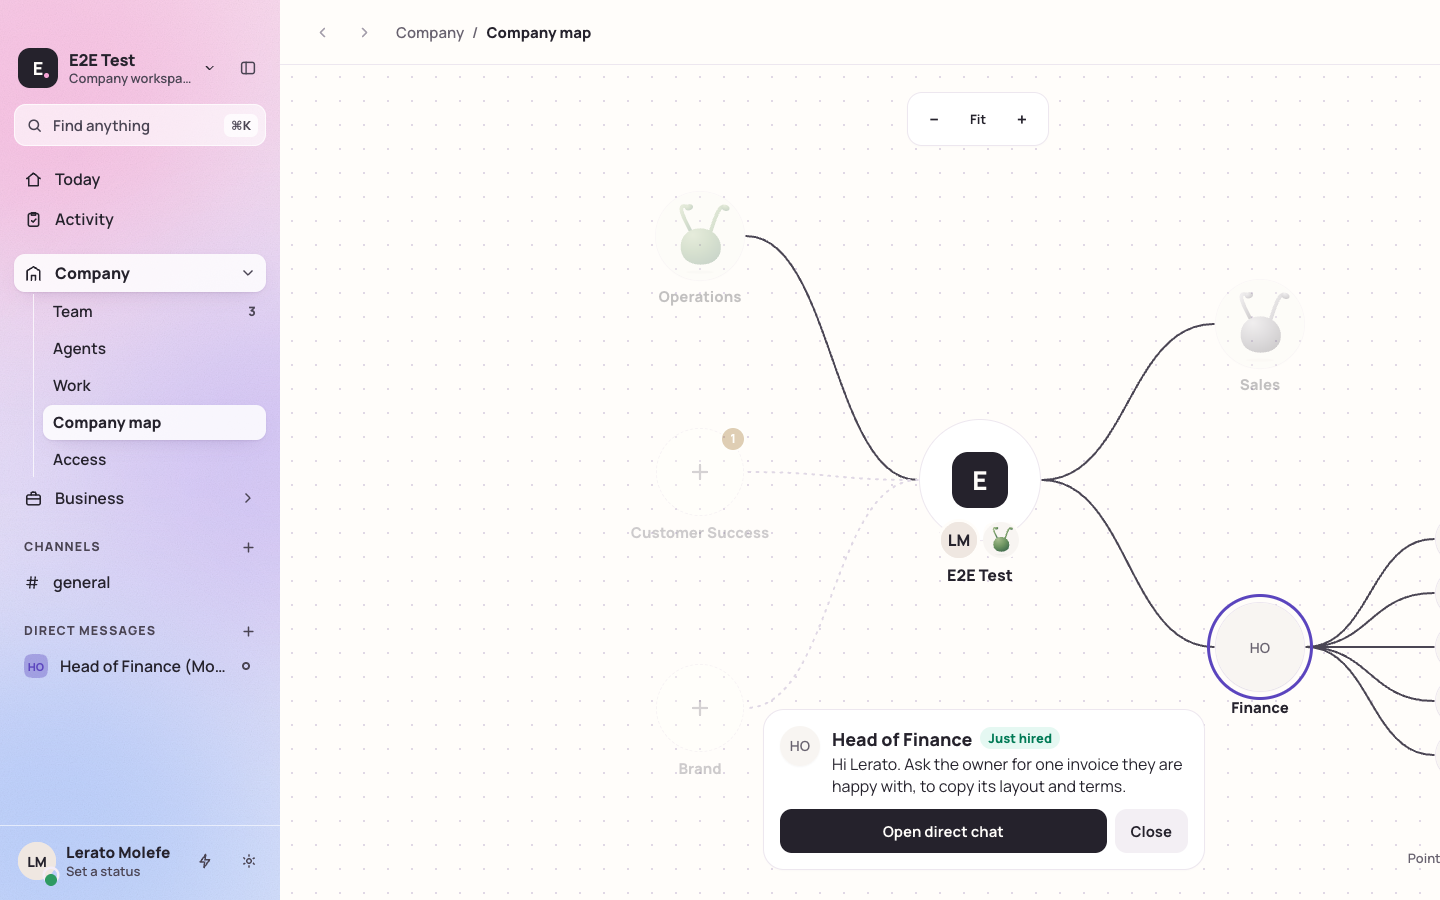 E.
E2E Test
Company workspa...
Find anything
⌘K
Today
Activity
Company
Team
3
Agents
Work
Company map
Access
Business
CHANNELS
# general
DIRECT MESSAGES
HO
Head of Finance (Mo...
LM
Lerato Molefe
Set a status
Company / Company map
− Fit +
Operations
Sales
1
Customer Success
E
LM
E2E Test
HO
Finance
Brand
HO
Head of Finance
Just hired
Hi Lerato. Ask the owner for one invoice they are
happy with, to copy its layout and terms.
Open direct chat
Close
Point